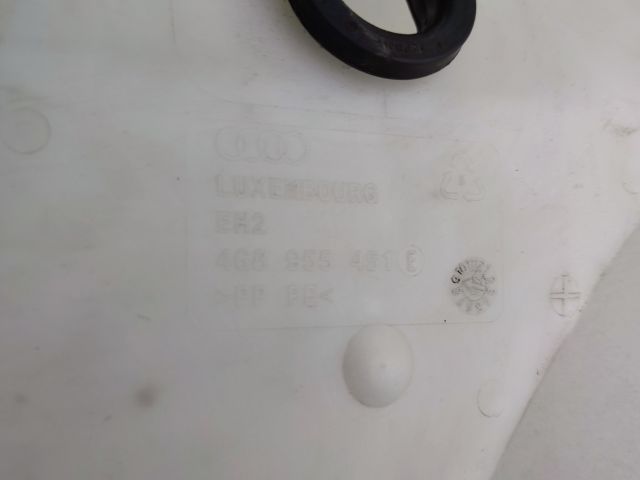 LUXEMBOURG
EH2
4G8 955 451 E
>PP PE<